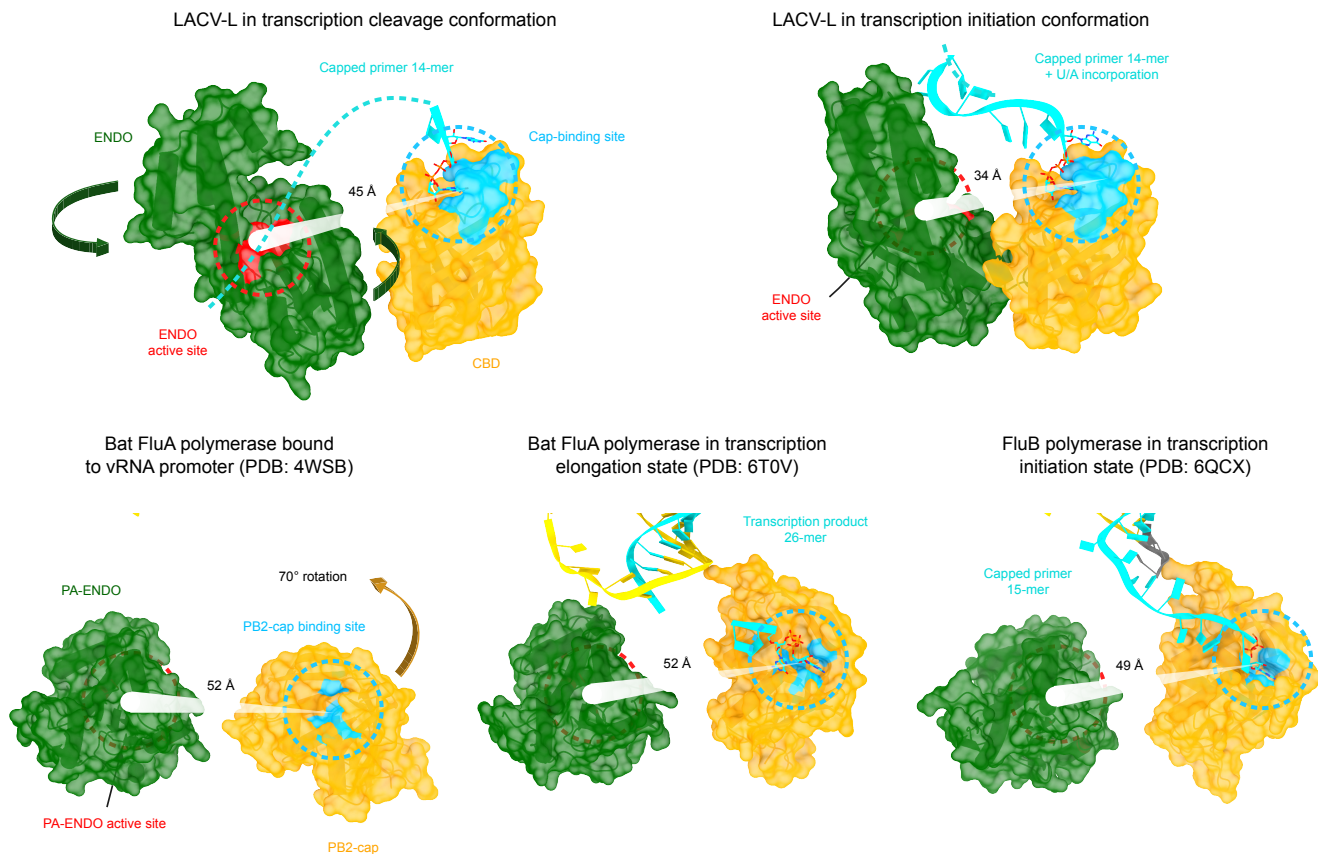 LACV-L in transcription cleavage conformation
LACV-L in transcription initiation conformation
Capped primer 14-mer
ENDO
Cap-binding site
45 Å
ENDO
active site
CBD
Capped primer 14-mer
+ U/A incorporation
34 Å
ENDO
active site
Bat FluA polymerase bound
to vRNA promoter (PDB: 4WSB)
Bat FluA polymerase in transcription
elongation state (PDB: 6T0V)
FluB polymerase in transcription
initiation state (PDB: 6QCX)
70° rotation
PA-ENDO
PB2-cap binding site
52 Å
PA-ENDO active site
PB2-cap
Transcription product
26-mer
52 Å
Capped primer
15-mer
49 Å